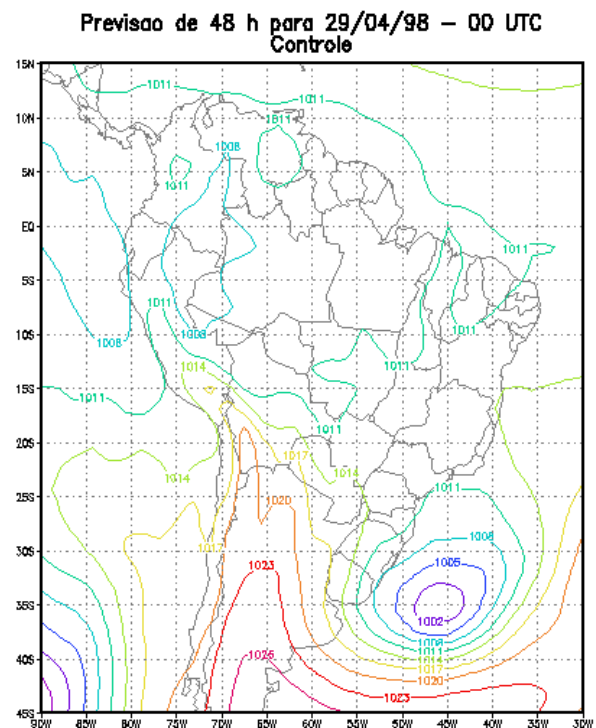 Previsao de 48 h para 29/04/98 – 00 UTC
Controle
15N
1011
1011
10N
1011
1008
5N
1011
EQ
1011
5S
1011
1011
10S
1008
1008
1014
1011
15S
1011
1011
20S
1017
1014
1014
1011
25S
1020
1008
30S
1017
1023
1005
35S
1002
1008
1011
40S
1026
1014
1017
1020
1023
45S
90W 85W 80W 75W 70W 65W 60W 55W 50W 45W 40W 35W 30W